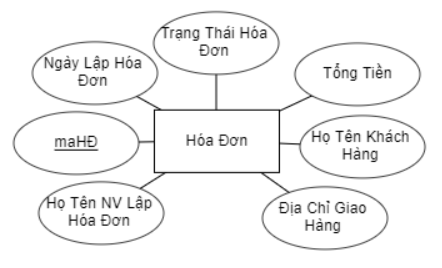 Trạng Thái Hóa
Đơn
Ngày Lập Hóa
Đơn
Tổng Tiền
maHĐ
Hóa Đơn
Họ Tên Khách
Hàng
Họ Tên NV Lập
Hóa Đơn
Địa Chỉ Giao
Hàng